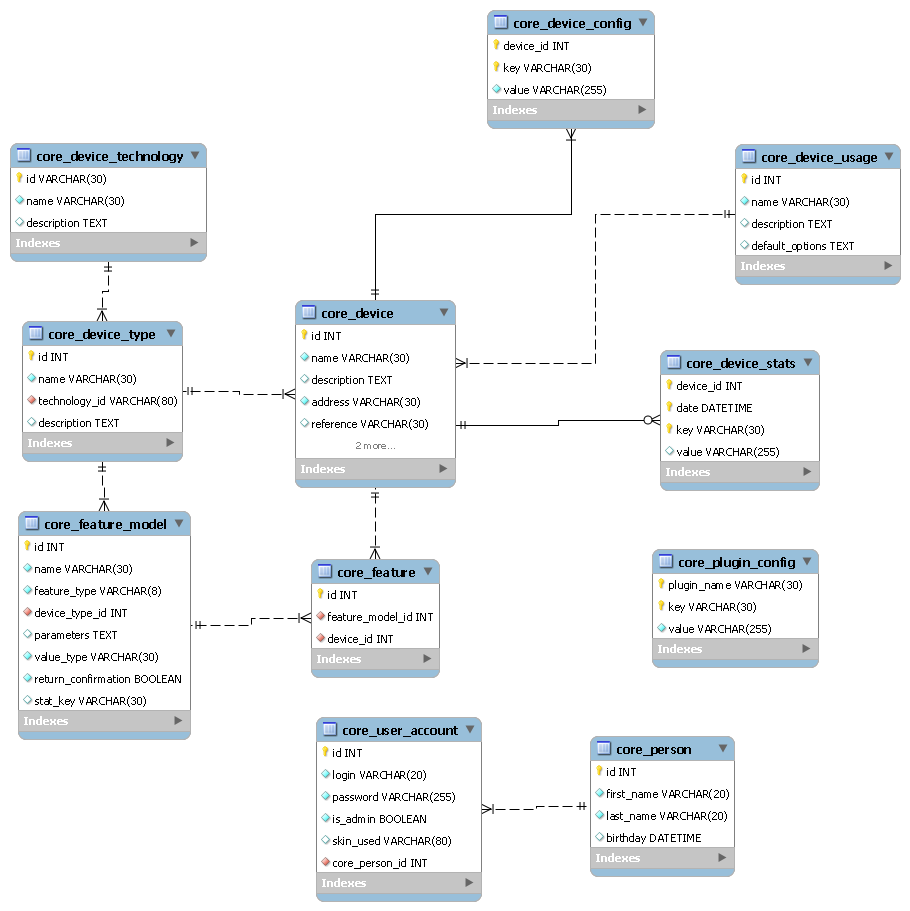 core_device_config
device_id INT
key VARCHAR(30)
value VARCHAR(255)
Indexes
core_device_technology
id VARCHAR(30)
name VARCHAR(30)
description TEXT
Indexes
core_device_usage
id INT
name VARCHAR(30)
description TEXT
default_options TEXT
Indexes
core_device_type
id INT
name VARCHAR(30)
technology_id VARCHAR(80)
description TEXT
Indexes
core_device
id INT
name VARCHAR(30)
description TEXT
address VARCHAR(30)
reference VARCHAR(30)
2 more...
Indexes
core_device_stats
device_id INT
date DATETIME
key VARCHAR(30)
value VARCHAR(255)
Indexes
core_feature_model
id INT
name VARCHAR(30)
feature_type VARCHAR(8)
device_type_id INT
parameters TEXT
value_type VARCHAR(30)
return_confirmation BOOLEAN
stat_key VARCHAR(30)
Indexes
core_feature
id INT
feature_model_id INT
device_id INT
Indexes
core_plugin_config
plugin_name VARCHAR(30)
key VARCHAR(30)
value VARCHAR(255)
Indexes
core_user_account
id INT
login VARCHAR(20)
password VARCHAR(255)
is_admin BOOLEAN
skin_used VARCHAR(80)
core_person_id INT
Indexes
core_person
id INT
first_name VARCHAR(20)
last_name VARCHAR(20)
birthday DATETIME
Indexes